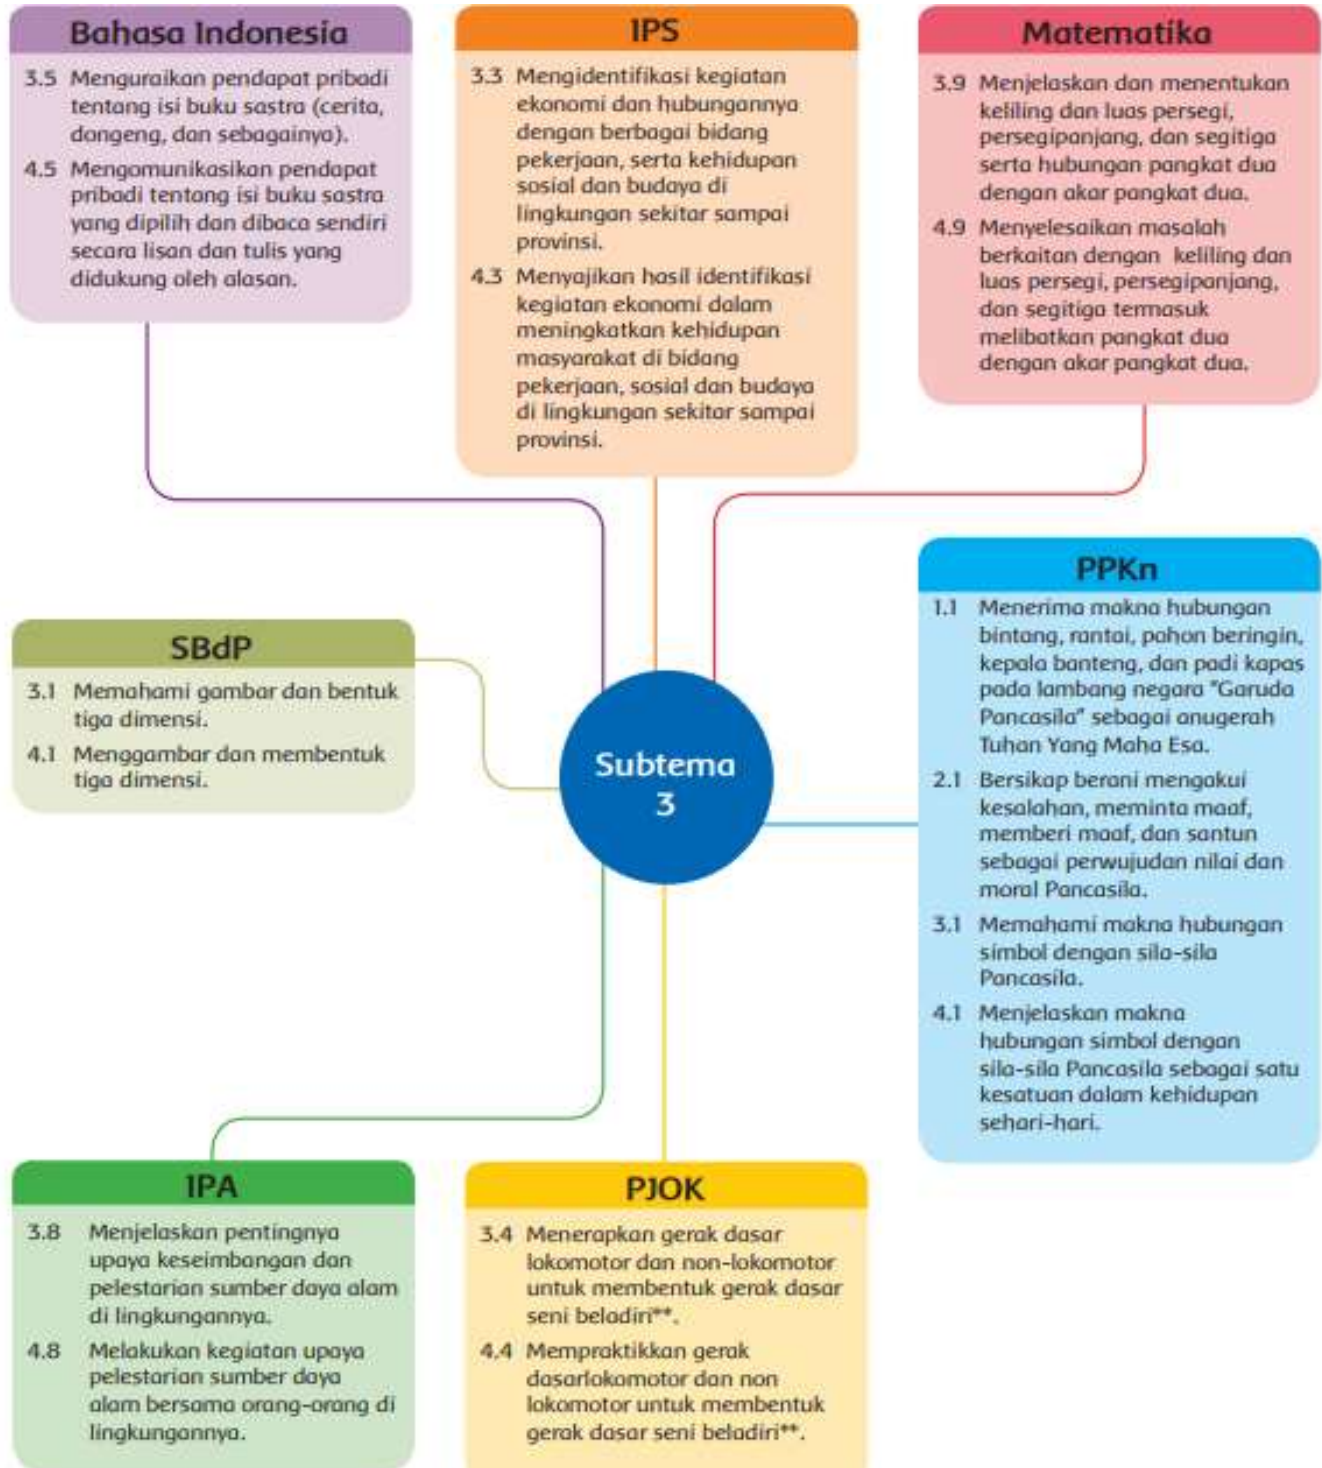 Bahasa Indonesia
3.5 Menguraikan pendapat pribadi
tentang isi buku sastra (cerita,
dongeng, dan sebagainya).
4.5 Mengomunikasikan pendapat
pribadi tentang isi buku sastra
yang dipilih dan dibaca sendiri
secara lisan dan tulis yang
didukung oleh alasan.
IPS
3.3 Mengidentifikasi kegiatan
ekonomi dan hubungannya
dengan berbagai bidang
pekerjaan, serta kehidupan
sosial dan budaya di
lingkungan sekitar sampai
provinsi.
4.3 Menyajikan hasil identifikasi
kegiatan ekonomi dalam
meningkatkan kehidupan
masyarakat di bidang
pekerjaan, sosial dan budaya
di lingkungan sekitar sampai
provinsi.
Matematika
3.9 Menjelaskan dan menentukan
keliling dan luas persegi,
persegipanjang, dan segitiga
serta hubungan pangkat dua
dengan akar pangkat dua.
4.9 Menyelesaikan masalah
berkaitan dengan keliling dan
luas persegi, persegipanjang,
dan segitiga termasuk
melibatkan pangkat dua
dengan akar pangkat dua.
SBdP
3.1 Memahami gambar dan bentuk
tiga dimensi.
4.1 Menggambar dan membentuk
tiga dimensi.
Subtema
3
PPKn
1.1 Menerima makna hubungan
bintang, rantai, pohon beringin,
kepala banteng, dan padi kapas
pada lambang negara "Garuda
Pancasila" sebagai anugerah
Tuhan Yang Maha Esa.
2.1 Bersikap berani mengakui
kesalahan, meminta maaf,
memberi maaf, dan santun
sebagai perwujudan nilai dan
moral Pancasila.
3.1 Memahami makna hubungan
simbol dengan sila-sila
Pancasila.
4.1 Menjelaskan makna
hubungan simbol dengan
sila-sila Pancasila sebagai satu
kesatuan dalam kehidupan
sehari-hari.
IPA
3.8 Menjelaskan pentingnya
upaya keseimbangan dan
pelestarian sumber daya alam
di lingkungannya.
4.8 Melakukan kegiatan upaya
pelestarian sumber daya
alam bersama orang-orang di
lingkungannya.
PJOK
3.4 Menerapkan gerak dasar
lokomotor dan non-lokomotor
untuk membentuk gerak dasar
seni beladiri**.
4.4 Mempraktikkan gerak
dasarlokomotor dan non
lokomotor untuk membentuk
gerak dasar seni beladiri**.